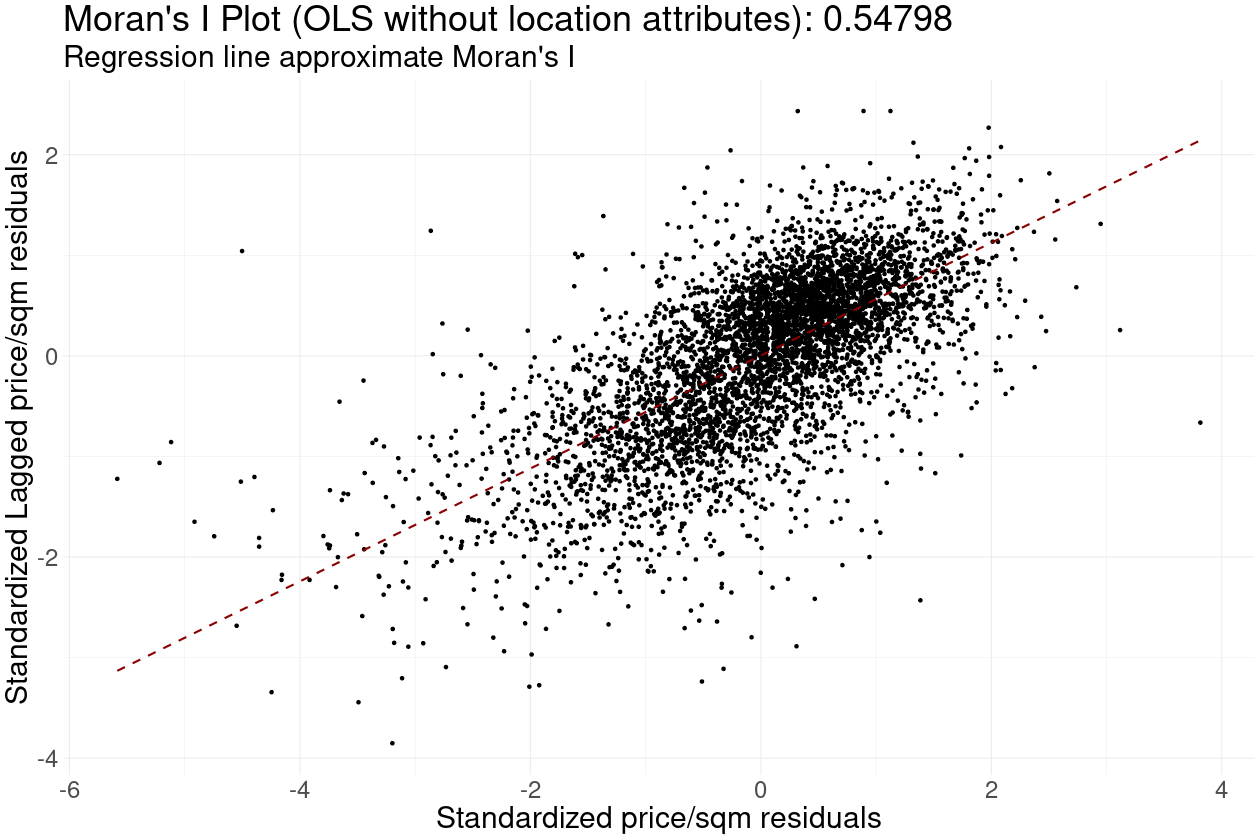 Moran's I Plot (OLS without location attributes): 0.54798
Regression line approximate Moran's I
Standardized Lagged price/sqm residuals
2
0
-2
-4
-6
-4
-2
0
2
4
Standardized price/sqm residuals